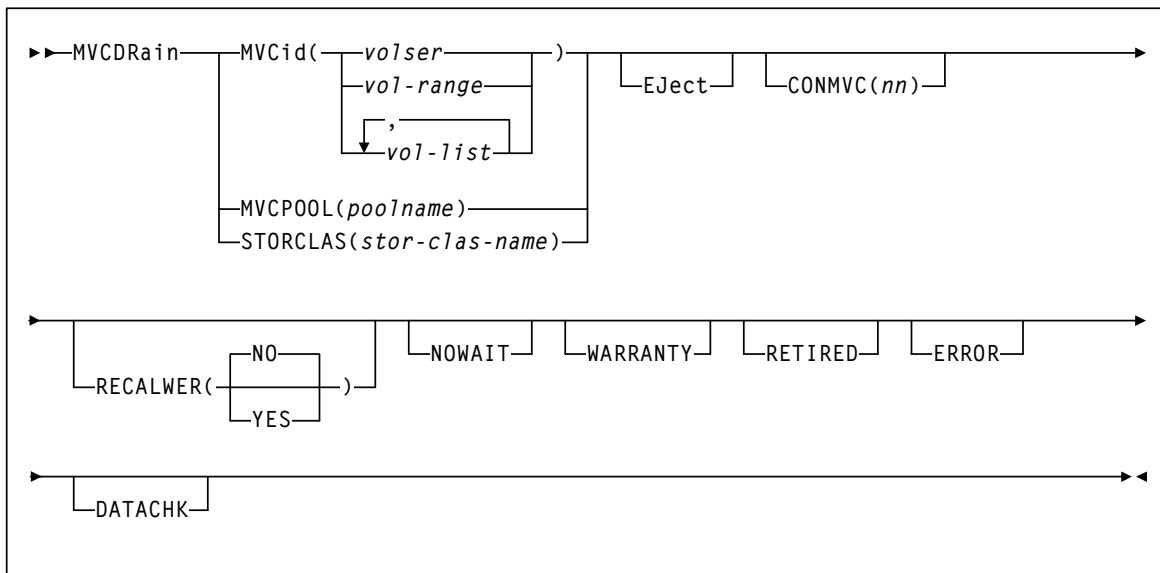 MVCDRain MVCid( volser ) EJect CONMVC(nn)
vol-range
,
vol-list
MVCPOOL(poolname)
STORCLAS(stor-clas-name)
RECALWER( NO ) NOWAIT WARRANTY RETIRED ERROR
YES
DATACHK